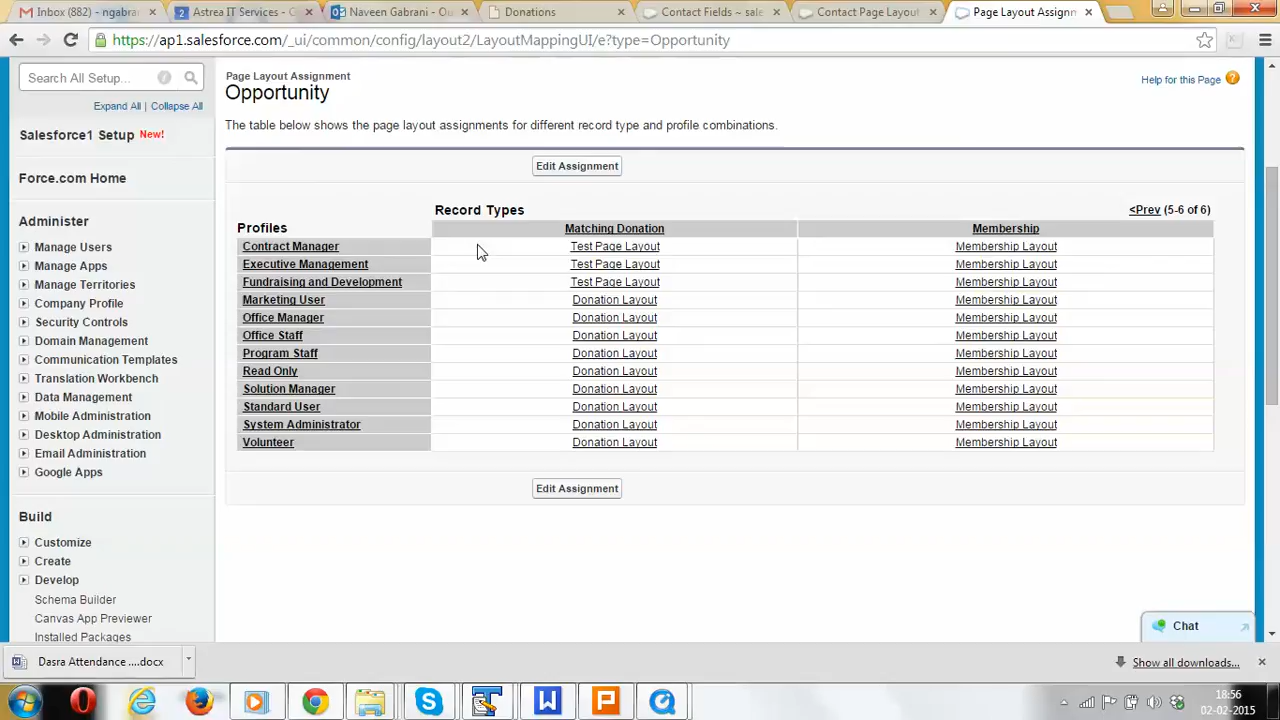 Inbox (882) - ngabran
2 Astrea IT Services - G
Naveen Gabrani - Ou
Donations
Contact Fields ~ sale
Contact Page Layout
Page Layout Assignm
https://ap1.salesforce.com/_ui/common/config/layout2/LayoutMappingUI/e?type=Opportunity
Search All Setup...
Expand All | Collapse All
Salesforce1 Setup New!
Force.com Home
Administer
Manage Users
Manage Apps
Manage Territories
Company Profile
Security Controls
Domain Management
Communication Templates
Translation Workbench
Data Management
Mobile Administration
Desktop Administration
Email Administration
Google Apps
Build
Customize
Create
Develop
Schema Builder
Canvas App Previewer
Installed Packages
Page Layout Assignment
Opportunity
Help for this Page ?
The table below shows the page layout assignments for different record type and profile combinations.
Edit Assignment
Record Types
<Prev (5-6 of 6)
Profiles Matching Donation Membership
Contract Manager Test Page Layout Membership Layout
Executive Management Test Page Layout Membership Layout
Fundraising and Development Test Page Layout Membership Layout
Marketing User Donation Layout Membership Layout
Office Manager Donation Layout Membership Layout
Office Staff Donation Layout Membership Layout
Program Staff Donation Layout Membership Layout
Read Only Donation Layout Membership Layout
Solution Manager Donation Layout Membership Layout
Standard User Donation Layout Membership Layout
System Administrator Donation Layout Membership Layout
Volunteer Donation Layout Membership Layout
Edit Assignment
Chat
Dasra Attendance ....docx
Show all downloads...
18:56
02-02-2015